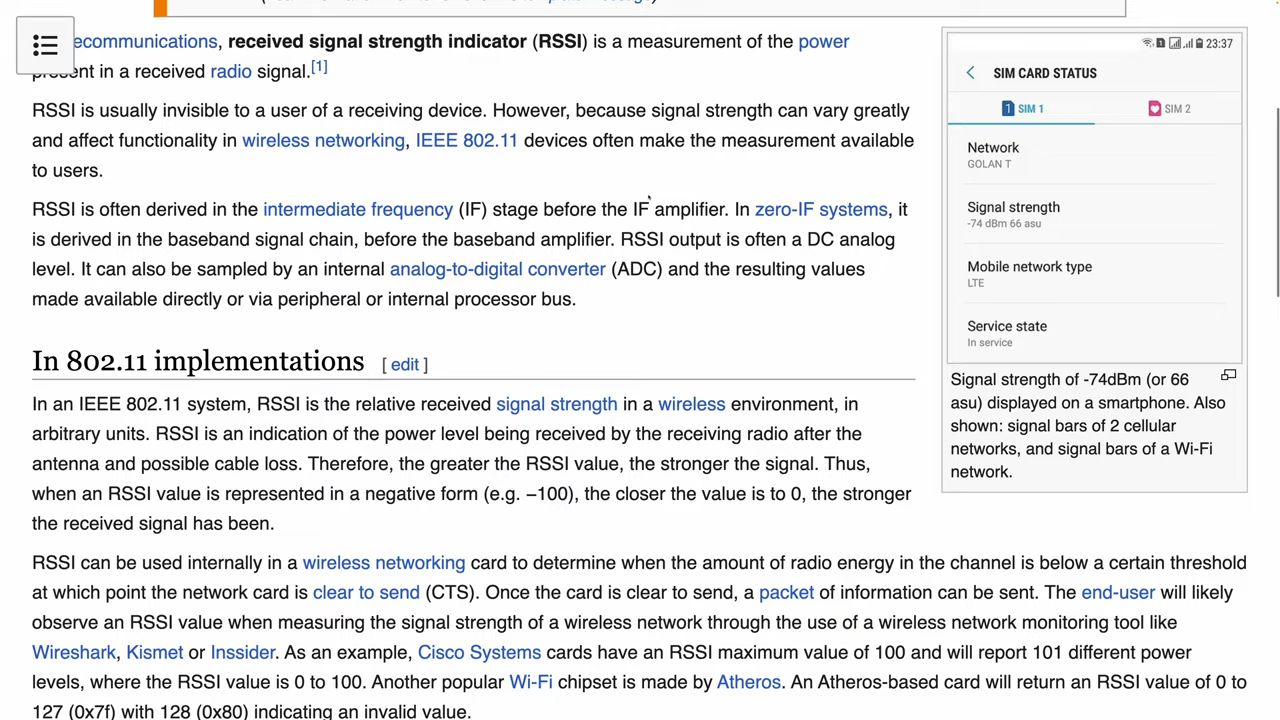 ecommunications, received signal strength indicator (RSSI) is a measurement of the power
present in a received radio signal.[1]
RSSI is usually invisible to a user of a receiving device. However, because signal strength can vary greatly
and affect functionality in wireless networking, IEEE 802.11 devices often make the measurement available
to users.
RSSI is often derived in the intermediate frequency (IF) stage before the IF amplifier. In zero-IF systems, it
is derived in the baseband signal chain, before the baseband amplifier. RSSI output is often a DC analog
level. It can also be sampled by an internal analog-to-digital converter (ADC) and the resulting values
made available directly or via peripheral or internal processor bus.
In 802.11 implementations [ edit ]
In an IEEE 802.11 system, RSSI is the relative received signal strength in a wireless environment, in
arbitrary units. RSSI is an indication of the power level being received by the receiving radio after the
antenna and possible cable loss. Therefore, the greater the RSSI value, the stronger the signal. Thus,
when an RSSI value is represented in a negative form (e.g. −100), the closer the value is to 0, the stronger
the received signal has been.
RSSI can be used internally in a wireless networking card to determine when the amount of radio energy in the channel is below a certain threshold
at which point the network card is clear to send (CTS). Once the card is clear to send, a packet of information can be sent. The end-user will likely
observe an RSSI value when measuring the signal strength of a wireless network through the use of a wireless network monitoring tool like
Wireshark, Kismet or Inssider. As an example, Cisco Systems cards have an RSSI maximum value of 100 and will report 101 different power
levels, where the RSSI value is 0 to 100. Another popular Wi-Fi chipset is made by Atheros. An Atheros-based card will return an RSSI value of 0 to
127 (0x7f) with 128 (0x80) indicating an invalid value.
23:37
SIM CARD STATUS
1 SIM 1 SIM 2
Network
GOLAN T
Signal strength
-74 dBm 66 asu
Mobile network type
LTE
Service state
In service
Signal strength of -74dBm (or 66
asu) displayed on a smartphone. Also
shown: signal bars of 2 cellular
networks, and signal bars of a Wi-Fi
network.